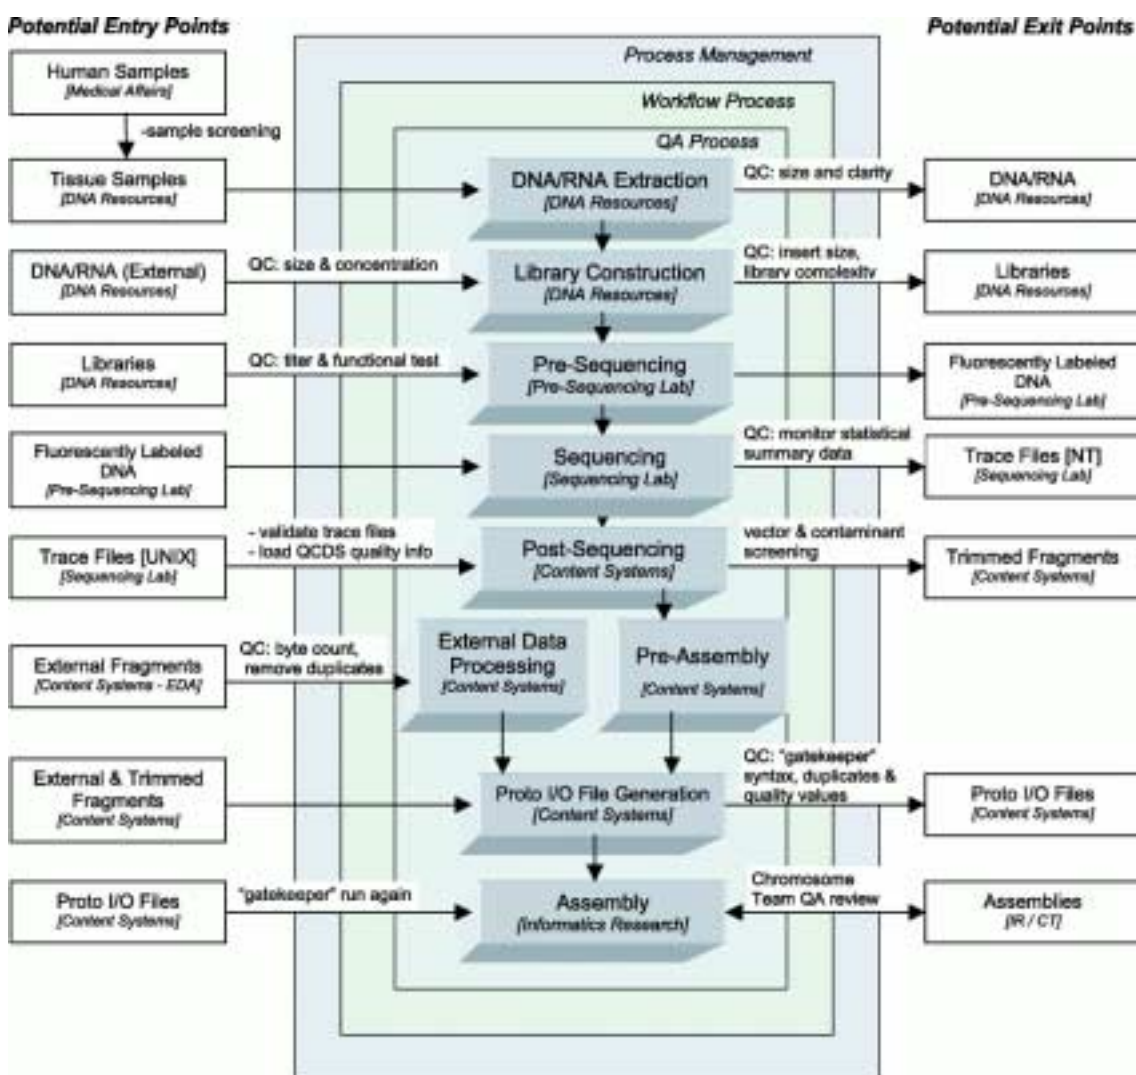 Potential Entry Points
Potential Exit Points
Process Management
Workflow Process
QA Process
Human Samples
[Medical Affairs]
-sample screening
Tissue Samples
[DNA Resources]
DNA/RNA Extraction
[DNA Resources]
QC: size and clarity
DNA/RNA
[DNA Resources]
DNA/RNA (External)
[DNA Resources]
QC: size & concentration
Library Construction
[DNA Resources]
QC: insert size,
library complexity
Libraries
[DNA Resources]
Libraries
[DNA Resources]
QC: titer & functional test
Pre-Sequencing
[Pre-Sequencing Lab]
Fluorescently Labeled
DNA
[Pre-Sequencing Lab]
Fluorescently Labeled
DNA
[Pre-Sequencing Lab]
Sequencing
[Sequencing Lab]
QC: monitor statistical
summary data
Trace Files [NT]
[Sequencing Lab]
Trace Files [UNIX]
[Sequencing Lab]
- validate trace files
- load QCDS quality info
Post-Sequencing
[Content Systems]
vector & contaminant
screening
Trimmed Fragments
[Content Systems]
External Fragments
[Content Systems - EDA]
QC: byte count,
remove duplicates
External Data
Processing
[Content Systems]
Pre-Assembly
[Content Systems]
External & Trimmed
Fragments
[Content Systems]
Proto I/O File Generation
[Content Systems]
QC: "gatekeeper"
syntax, duplicates &
quality values
Proto I/O Files
[Content Systems]
Proto I/O Files
[Content Systems]
"gatekeeper" run again
Assembly
[Informatics Research]
Chromosome
Team QA review
Assemblies
[IR / CT]